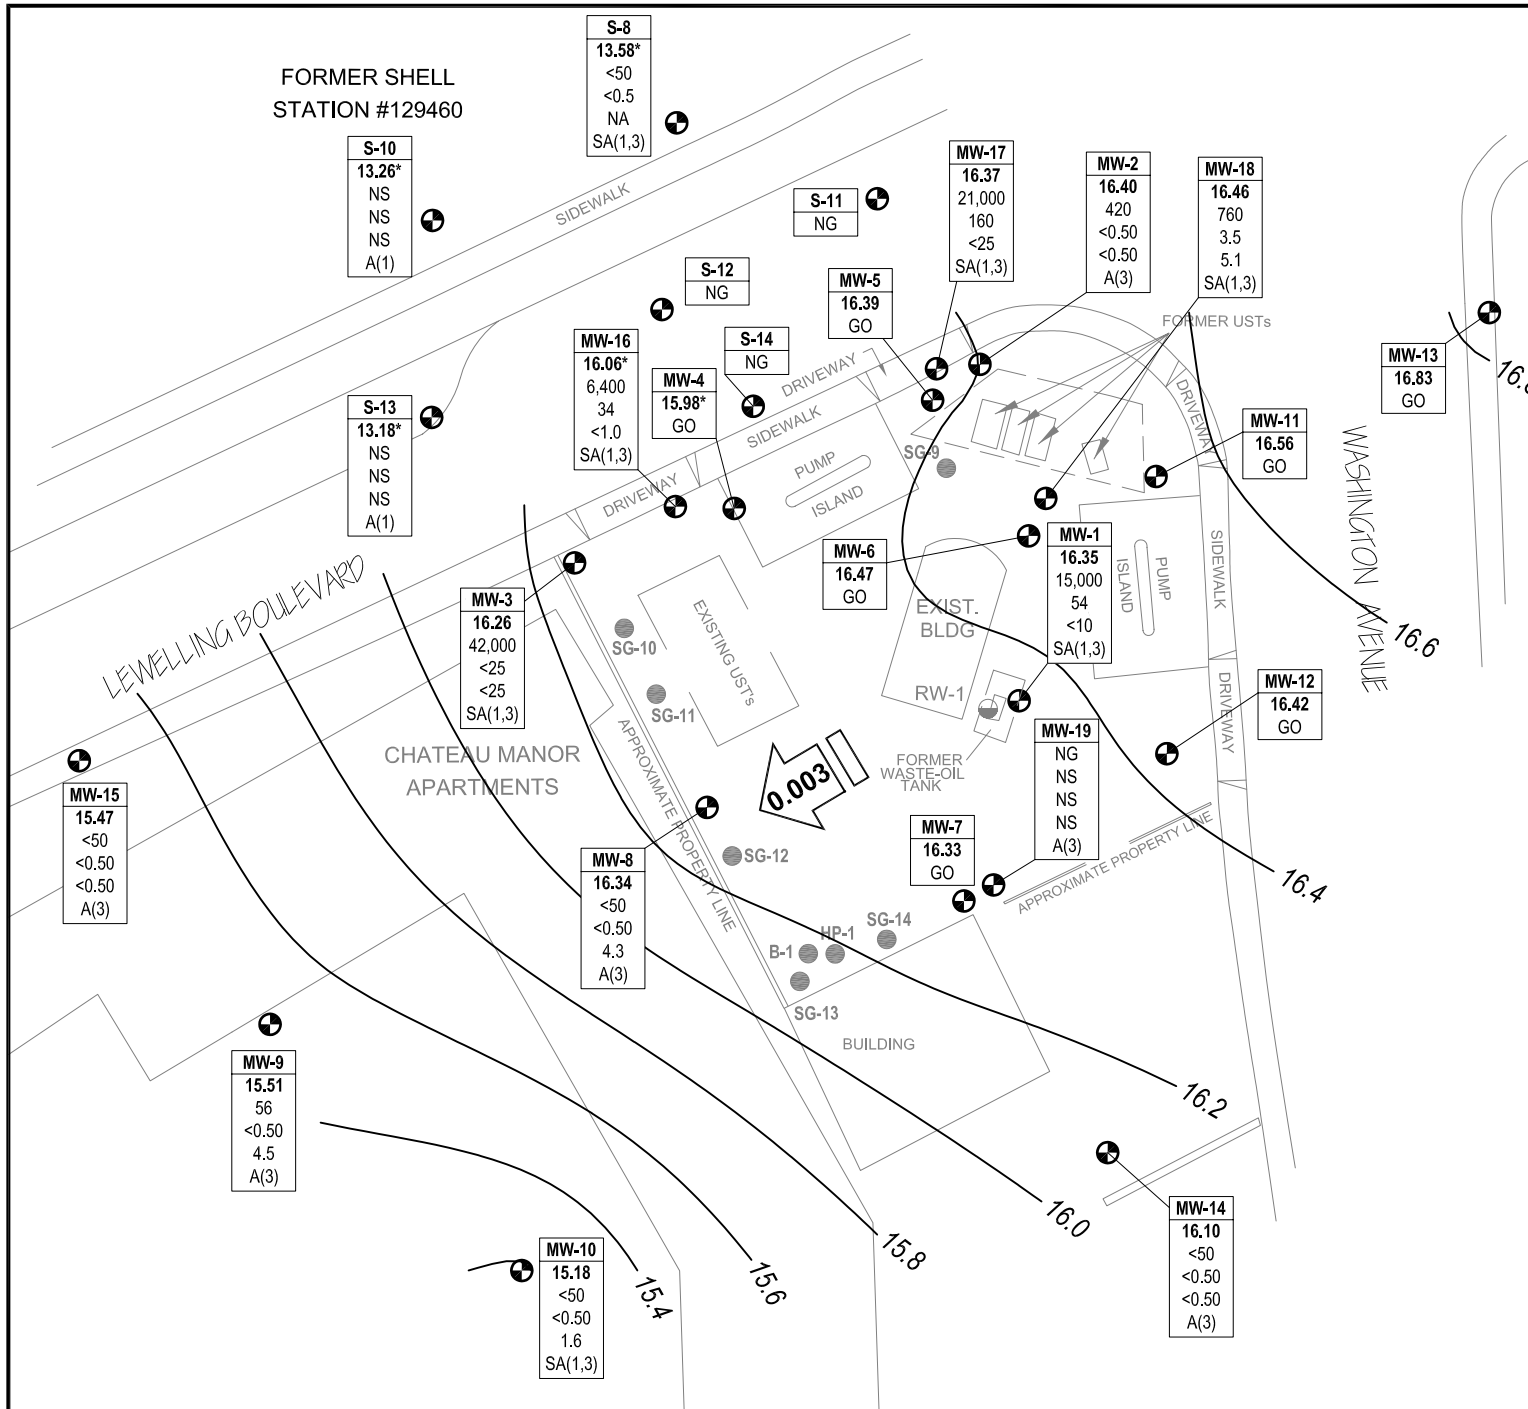 S-8
13.58*
<50
<0.5
NA
SA(1,3)
FORMER SHELL
STATION #129460
S-10
13.26*
NS
NS
NS
A(1)
SIDEWALK
S-11
NG
MW-17
16.37
21,000
160
<25
SA(1,3)
MW-2
16.40
420
<0.50
<0.50
A(3)
MW-18
16.46
760
3.5
5.1
SA(1,3)
S-12
NG
MW-5
16.39
GO
FORMER USTs
MW-16
16.06*
6,400
34
<1.0
SA(1,3)
S-14
NG
MW-4
15.98*
GO
DRIVEWAY
SIDEWALK
DRIVEWAY
MW-13
16.83
GO
S-13
13.18*
NS
NS
NS
A(1)
DRIVEWAY
MW-11
16.56
GO
PUMP
ISLAND
SG-9
WASHINGTON AVENUE
MW-6
16.47
GO
MW-1
16.35
15,000
54
<10
SA(1,3)
PUMP
ISLAND
SIDEWALK
LEWELLING BOULEVARD
MW-3
16.26
42,000
<25
<25
SA(1,3)
SG-10
EXISTING UST's
EXIST.
BLDG
16.6
SG-11
RW-1
MW-12
16.42
GO
DRIVEWAY
CHATEAU MANOR
APARTMENTS
APPROXIMATE PROPERTY LINE
0.003
FORMER
WASTE-OIL
TANK
MW-19
NG
NS
NS
NS
A(3)
MW-15
15.47
<50
<0.50
<0.50
A(3)
MW-7
16.33
GO
APPROXIMATE PROPERTY LINE
MW-8
16.34
<50
<0.50
4.3
A(3)
SG-12
16.4
HP-1
SG-14
B-1
SG-13
BUILDING
MW-9
15.51
56
<0.50
4.5
A(3)
16.2
MW-14
16.10
<50
<0.50
<0.50
A(3)
16.0
15.8
MW-10
15.18
<50
<0.50
1.6
SA(1,3)
15.6
15.4